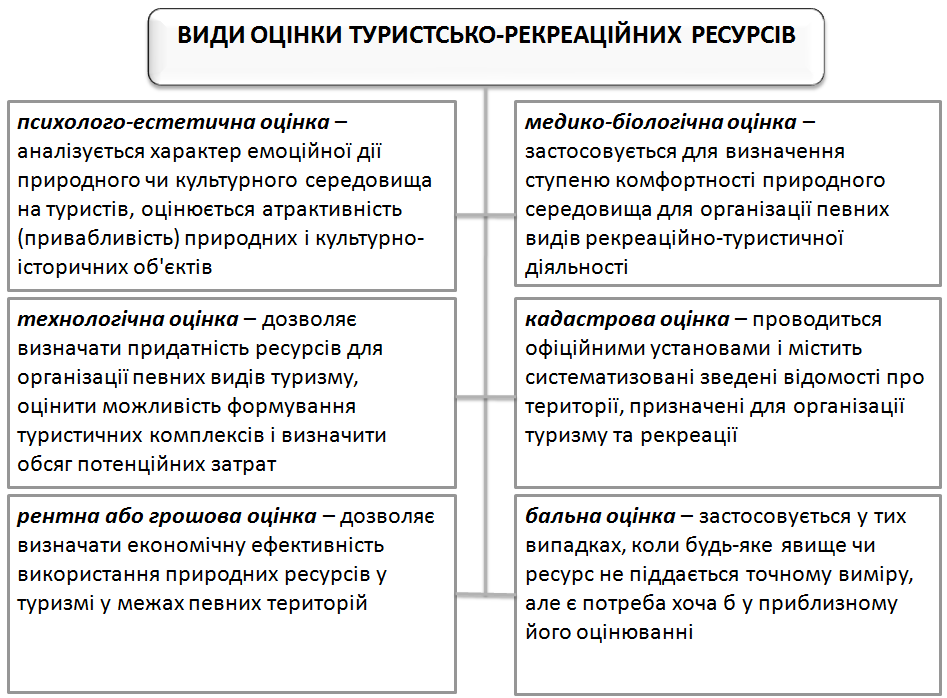 ВИДИ ОЦІНКИ ТУРИСТСЬКО-РЕКРЕАЦІЙНИХ РЕСУРСІВ
психолого-естетична оцінка –
аналізується характер емоційної дії
природного чи культурного середовища
на туристів, оцінюється атрактивність
(привабливість) природних і культурно-
історичних об'єктів
медико-біологічна оцінка –
застосовується для визначення
ступеню комфортності природного
середовища для організації певних
видів рекреаційно-туристичної
діяльності
технологічна оцінка – дозволяє
визначати придатність ресурсів для
організації певних видів туризму,
оцінити можливість формування
туристичних комплексів і визначити
обсяг потенційних затрат
кадастрова оцінка – проводиться
офіційними установами і містить
систематизовані зведені відомості про
території, призначені для організації
туризму та рекреації
рентна або грошова оцінка – дозволяє
визначати економічну ефективність
використання природних ресурсів у
туризмі у межах певних територій
бальна оцінка – застосовується у тих
випадках, коли будь-яке явище чи
ресурс не піддається точному виміру,
але є потреба хоча б у приблизному
його оцінюванні